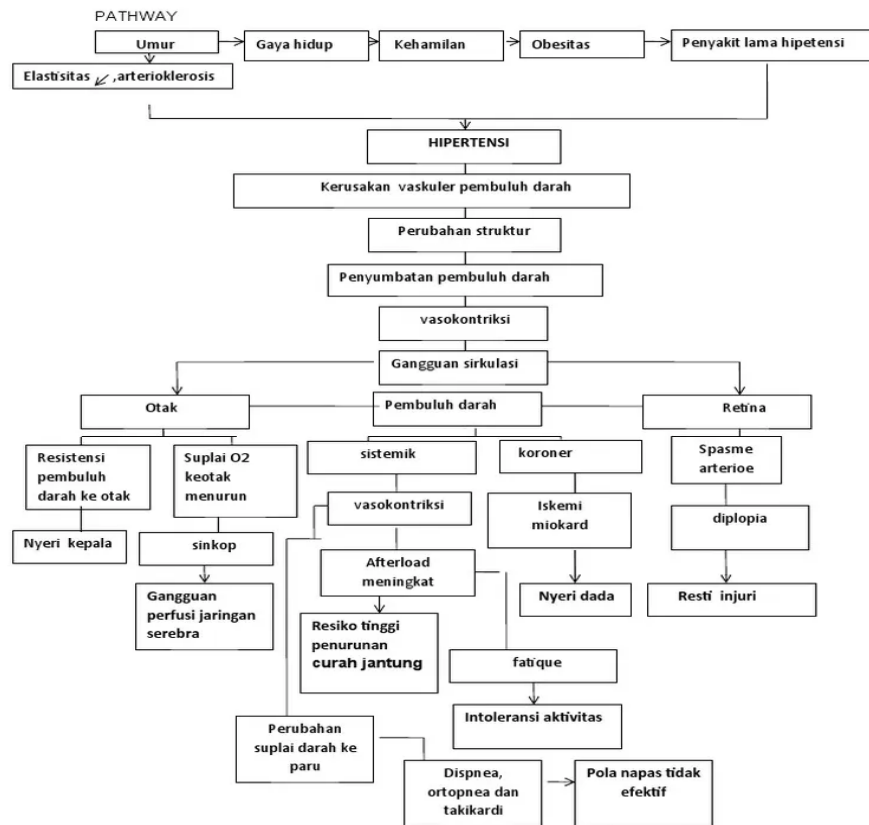 PATHWAY
Umur
Gaya hidup
Kehamilan
Obesitas
Penyakit lama hipetensi
Elastisitas ↙ ,arterioklerosis
HIPERTENSI
Kerusakan vaskuler pembuluh darah
Perubahan struktur
Penyumbatan pembuluh darah
vasokontriksi
Gangguan sirkulasi
Otak
Pembuluh darah
Retina
Resistensi
pembuluh
darah ke otak
Suplai O2
keotak
menurun
sistemik
koroner
Spasme
arterioe
vasokontriksi
Iskemi
miokard
diplopia
Nyeri kepala
sinkop
Afterload
meningkat
Nyeri dada
Resti injuri
Gangguan
perfusi jaringan
serebra
Resiko tinggi
penurunan
curah jantung
fatique
Intoleransi aktivitas
Perubahan
suplai darah ke
paru
Dispnea,
ortopnea dan
takikardi
Pola napas tidak
efektif